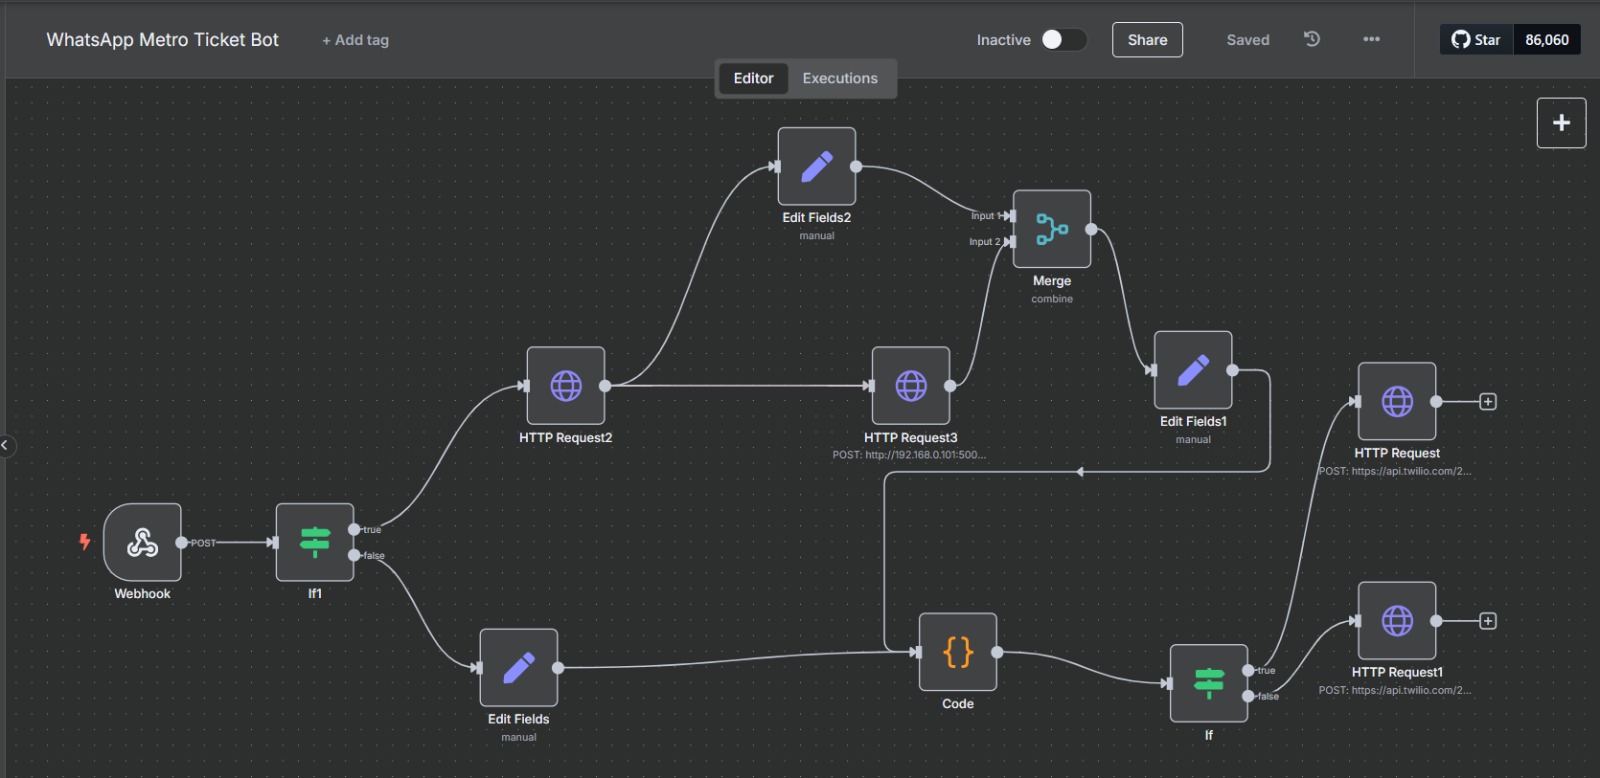 WhatsApp Metro Ticket Bot
+ Add tag
Inactive
Share
Saved
Star
86,060
Editor
Executions
Edit Fields2
manual
Input 1
Input 2
Merge
combine
HTTP Request2
HTTP Request3
POST: http://192.168.0.101:500...
Edit Fields1
manual
HTTP Request
POST: https://api.twilio.com/2...
Webhook
POST
If1
true
false
Edit Fields
manual
Code
If
true
false
HTTP Request1
POST: https://api.twilio.com/2...